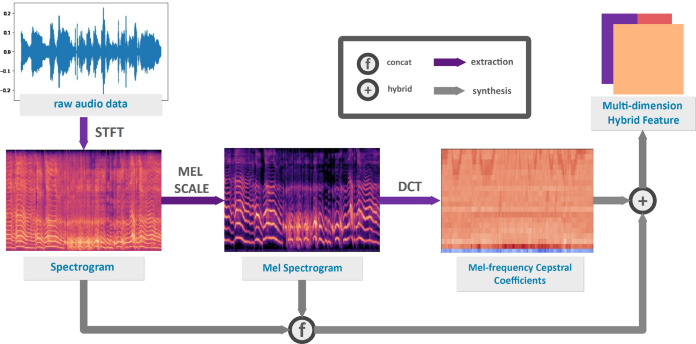 0.2
0.1
0.0
-0.1
-0.2
raw audio data
STFT
f concat extraction
+ hybrid synthesis
Multi-dimension
Hybrid Feature
MEL
SCALE
DCT
+
Spectrogram
Mel Spectrogram
Mel-frequency Cepstral
Coefficients
f